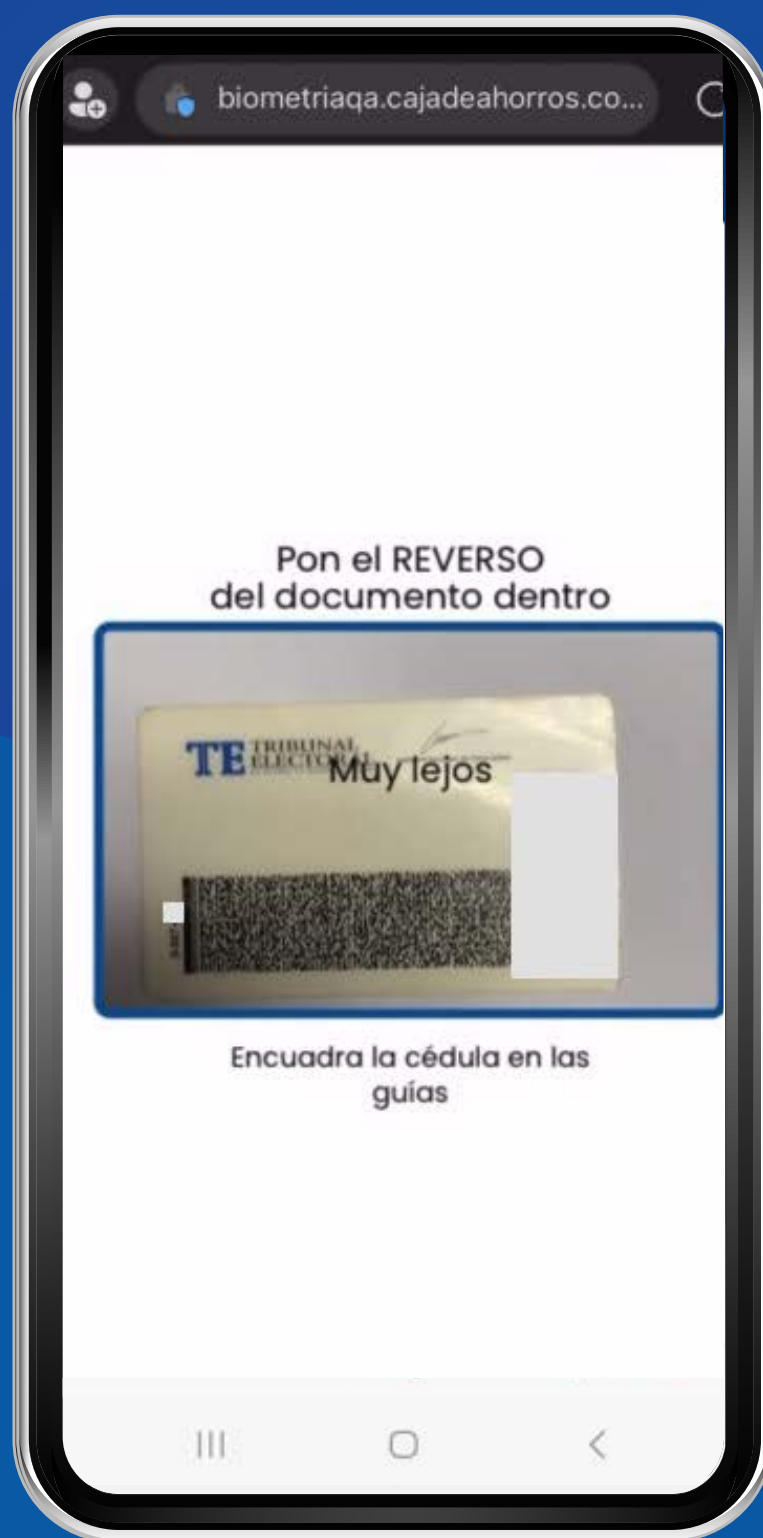 biometriaqa.cajadeahorros.co...
Pon el REVERSO
del documento dentro
TE TRIBUNAL
ELECTORAL
Muy lejos
Encuadra la cédula en las
guías